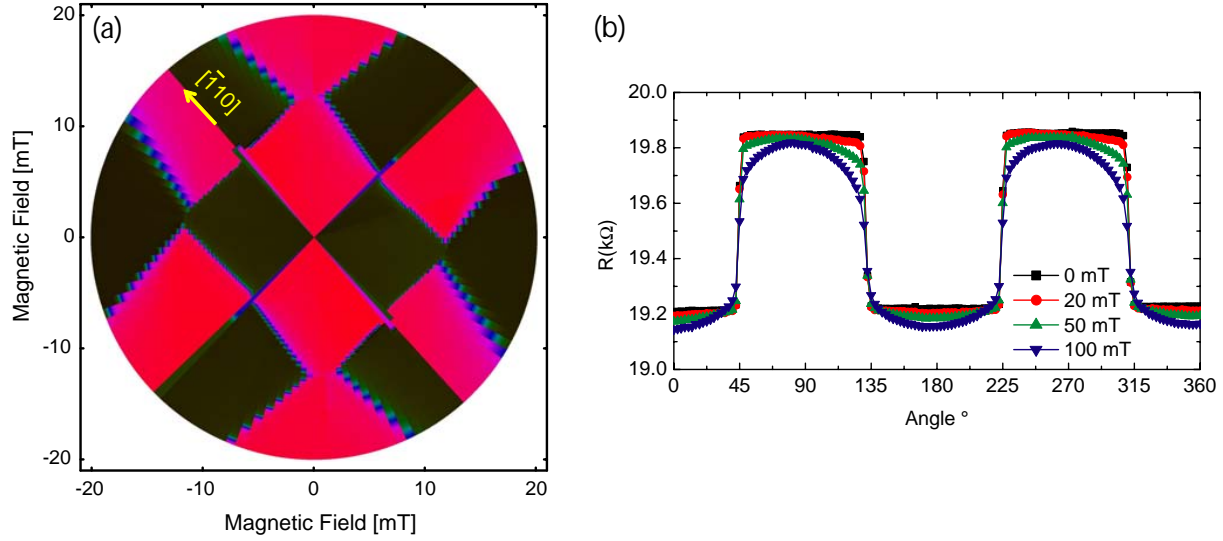 (a)
[1̄10]
20
10
0
-10
-20
Magnetic Field [mT]
-20
-10
0
10
20
Magnetic Field [mT]
(b)
20.0
19.8
19.6
19.4
19.2
19.0
R(kΩ)
0 mT
20 mT
50 mT
100 mT
0
45
90
135
180
225
270
315
360
Angle °